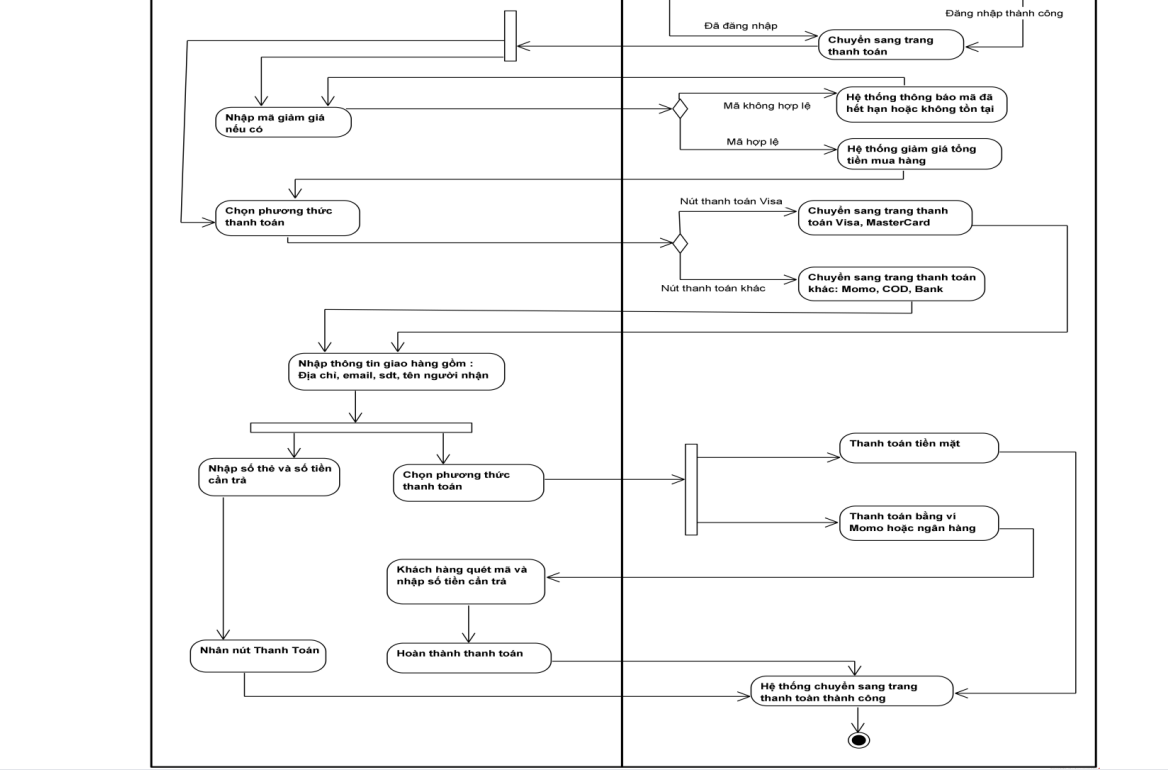 Đăng nhập thành công
Đã đăng nhập
Chuyển sang trang
thanh toán
Hệ thống thông báo mã đã
hết hạn hoặc không tồn tại
Mã không hợp lệ
Nhập mã giảm giá
nếu có
Mã hợp lệ
Hệ thống giảm giá tổng
tiền mua hàng
Nút thanh toán Visa
Chọn phương thức
thanh toán
Chuyển sang trang thanh
toán Visa, MasterCard
Chuyển sang trang thanh toán
khác: Momo, COD, Bank
Nút thanh toán khác
Nhập thông tin giao hàng gồm :
Địa chỉ, email, sdt, tên người nhận
Thanh toán tiền mặt
Nhập số thẻ và số tiền
cần trả
Chọn phương thức
thanh toán
Thanh toán bằng ví
Momo hoặc ngân hàng
Khách hàng quét mã và
nhập số tiền cần trả
Nhân nút Thanh Toán
Hoàn thành thanh toán
Hệ thống chuyển sang trang
thanh toàn thành công